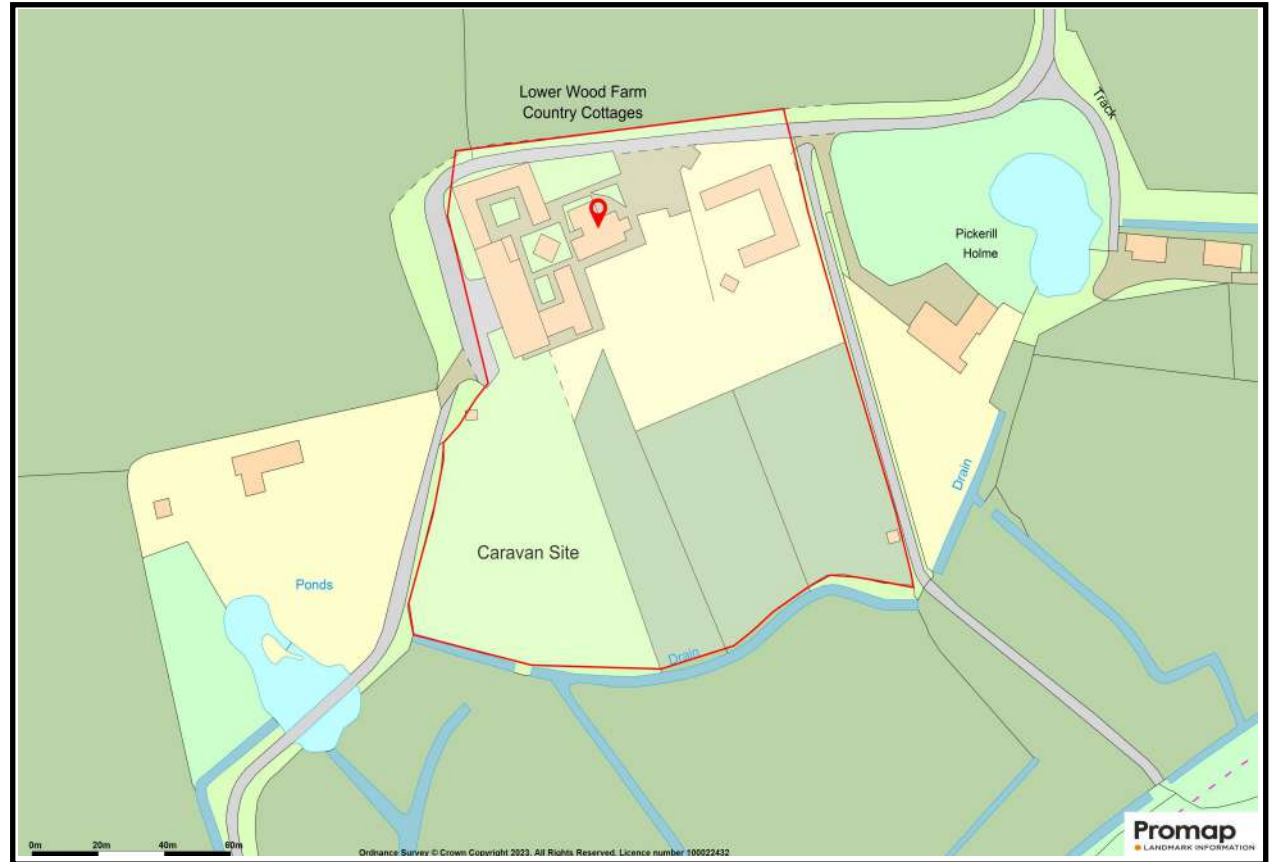 Lower Wood Farm
Country Cottages
Track
Pickerill
Holme
Drain
Caravan Site
Ponds
Drain
0m 20m 40m 60m
Ordnance Survey © Crown Copyright 2023. All Rights Reserved. Licence number 100022432
Promap
LANDMARK INFORMATION